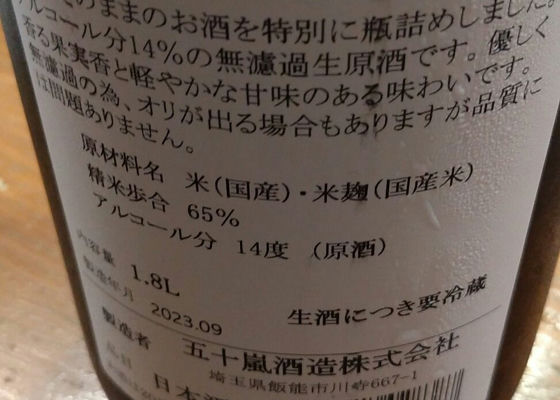 そのままのお酒を特別に瓶詰めしました。
アルコール分14%の無濾過生原酒です。優しく
香る果実香と軽やかな甘味のある味わいです。
無濾過の為、オリが出る場合もありますが品質に
は問題ありません。
原材料名 米(国産)・米麹(国産米)
精米歩合 65%
アルコール分 14度 (原酒)
内容量 1.8L
製造年月 2023.09 生酒につき要冷蔵
製造者 五十嵐酒造株式会社
埼玉県飯能市川寺667-1
品目 日本酒